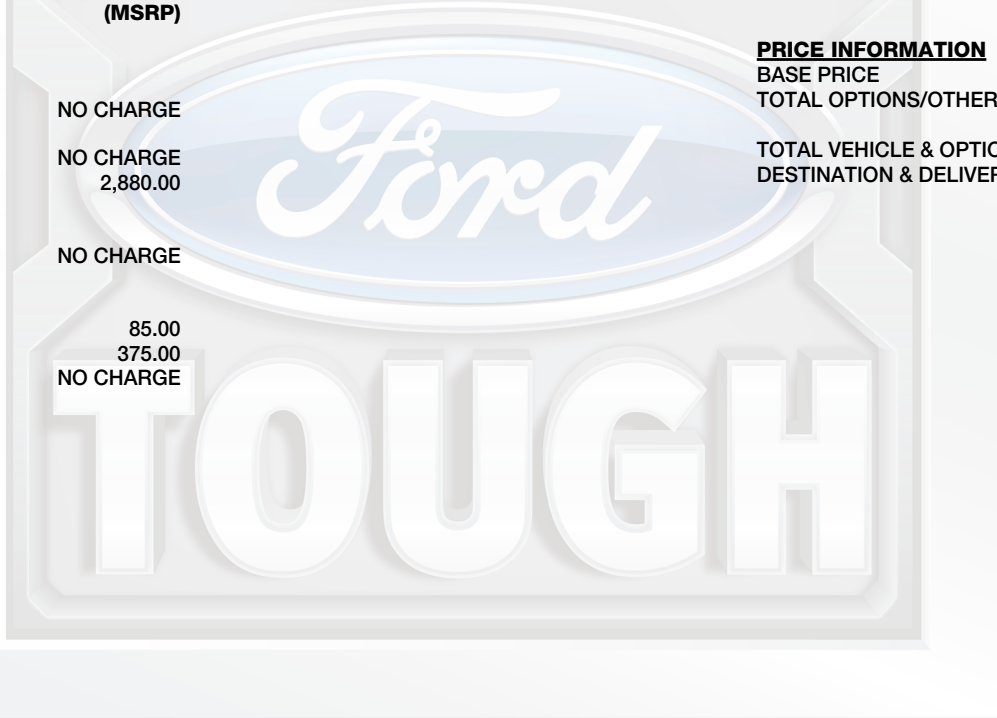 (MSRP)
NO CHARGE
NO CHARGE
2,880.00
NO CHARGE
85.00
375.00
NO CHARGE
PRICE INFORMATION
BASE PRICE
TOTAL OPTIONS/OTHER
TOTAL VEHICLE & OPTIO
DESTINATION & DELIVER
Ford
TOUGH